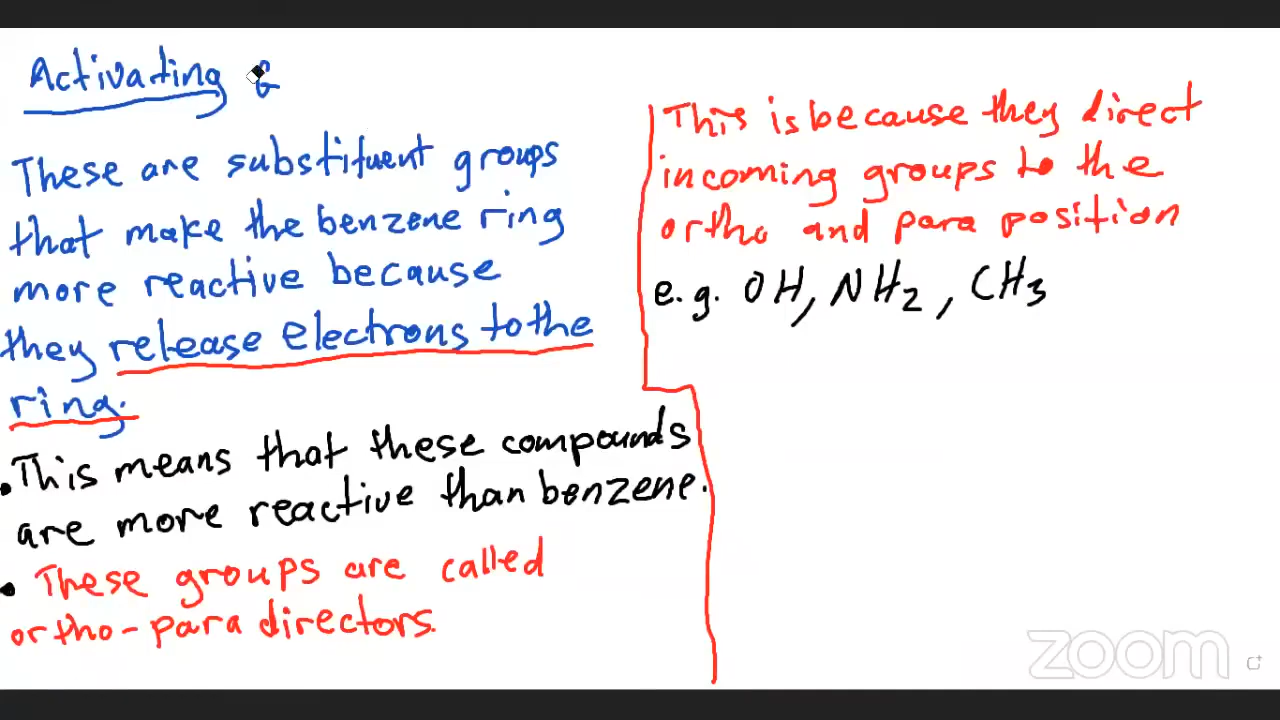 Activating &
These are substituent groups
that make the benzene ring
more reactive because
they release electrons to the
ring.
• This means that these compounds
are more reactive than benzene.
• These groups are called
ortho-para directors.
This is because they direct
incoming groups to the
ortho and para position
e.g. OH, NH2, CH3
zoom